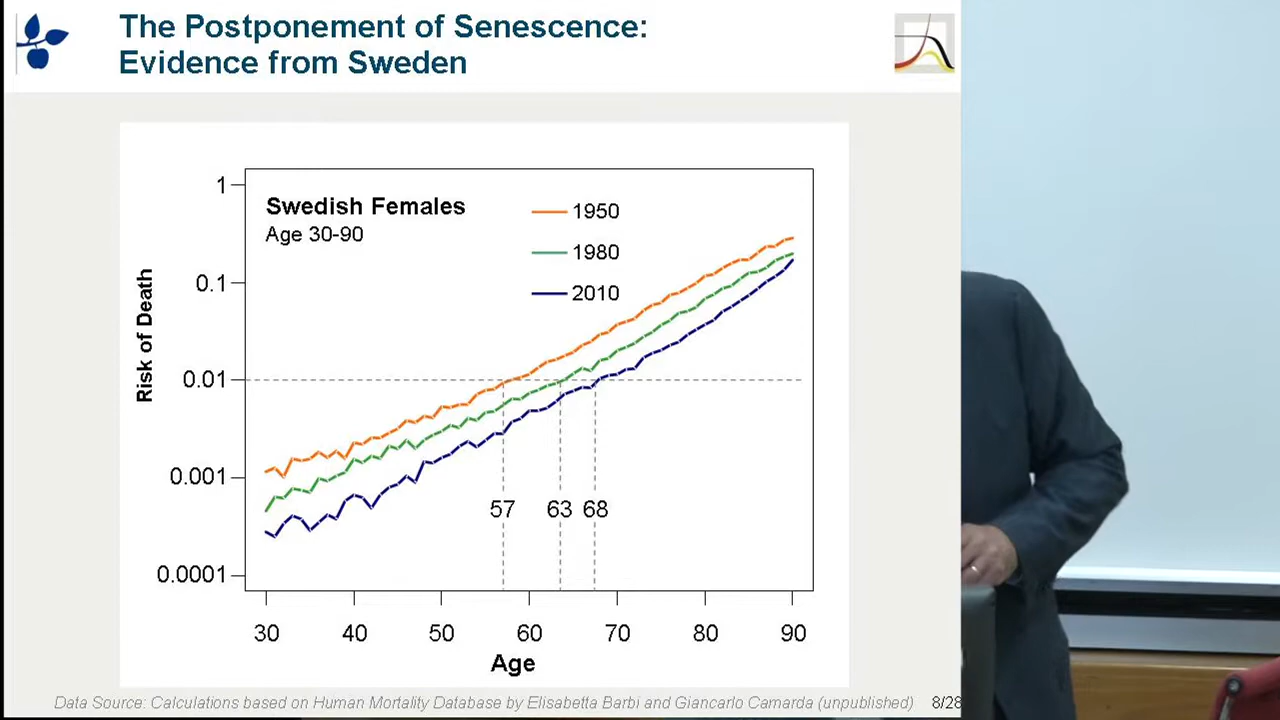 The Postponement of Senescence:
Evidence from Sweden
Swedish Females
Age 30-90
1950
1980
2010
Risk of Death
1
0.1
0.01
0.001
0.0001
57 63 68
30 40 50 60 70 80 90
Age
Data Source: Calculations based on Human Mortality Database by Elisabetta Barbi and Giancarlo Camarda (unpublished) 8/28